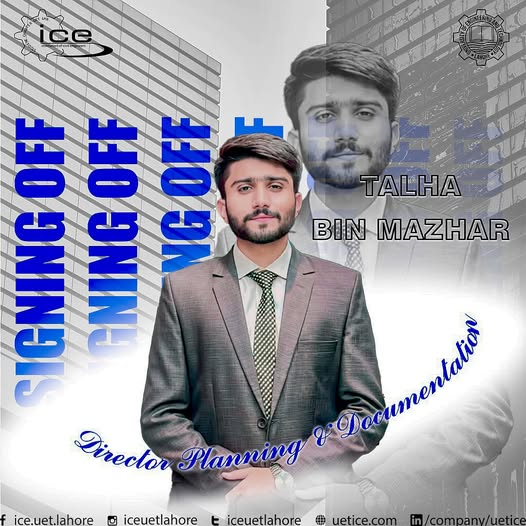 ice
SIGNING OFF
SIGNING OFF
SIGNING OFF
TALHA
BIN MAZHAR
Director Planning & Documentation
ice.uet.lahore
iceuetlahore
iceuetlahore
uetice.com
/company/uetice